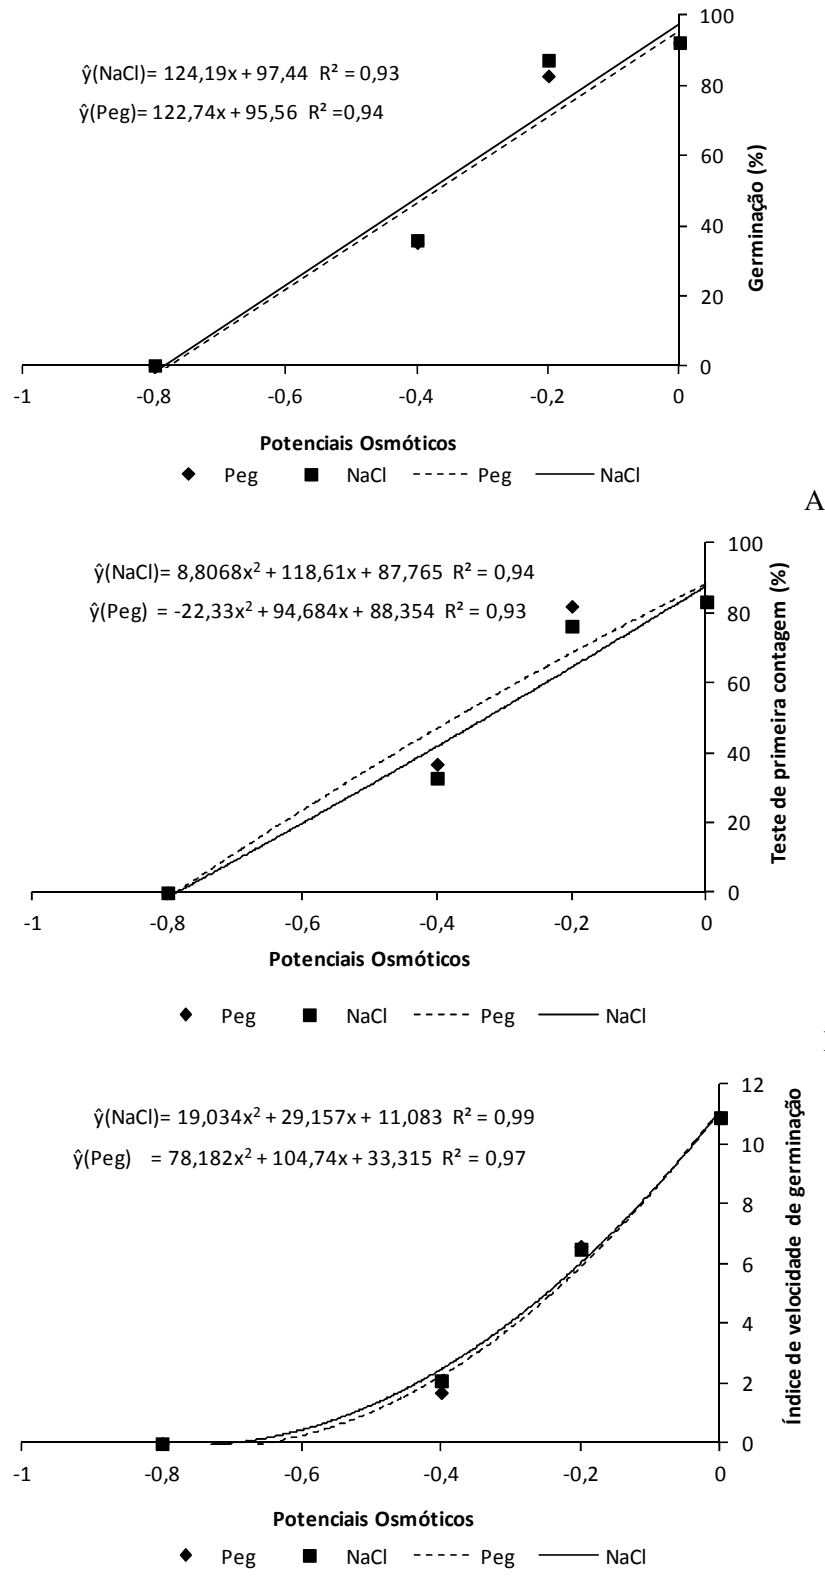 100
ŷ(NaCl)= 124,19x + 97,44 R² = 0,93
80
ŷ(Peg)= 122,74x + 95,56 R² =0,94
60
40
20
0
Germinação (%)
-1 -0,8 -0,6 -0,4 -0,2 0
Potenciais Osmóticos
Peg NaCl Peg NaCl
A
100
ŷ(NaCl)= 8,8068x² + 118,61x + 87,765 R² = 0,94
80
ŷ(Peg) = -22,33x² + 94,684x + 88,354 R² = 0,93
60
40
20
0
Teste de primeira contagem (%)
-1 -0,8 -0,6 -0,4 -0,2 0
Potenciais Osmóticos
Peg NaCl Peg NaCl
12
ŷ(NaCl)= 19,034x² + 29,157x + 11,083 R² = 0,99
10
ŷ(Peg) = 78,182x² + 104,74x + 33,315 R² = 0,97
8
6
4
2
0
Índice de velocidade de germinação
-1 -0,8 -0,6 -0,4 -0,2 0
Potenciais Osmóticos
Peg NaCl Peg NaCl